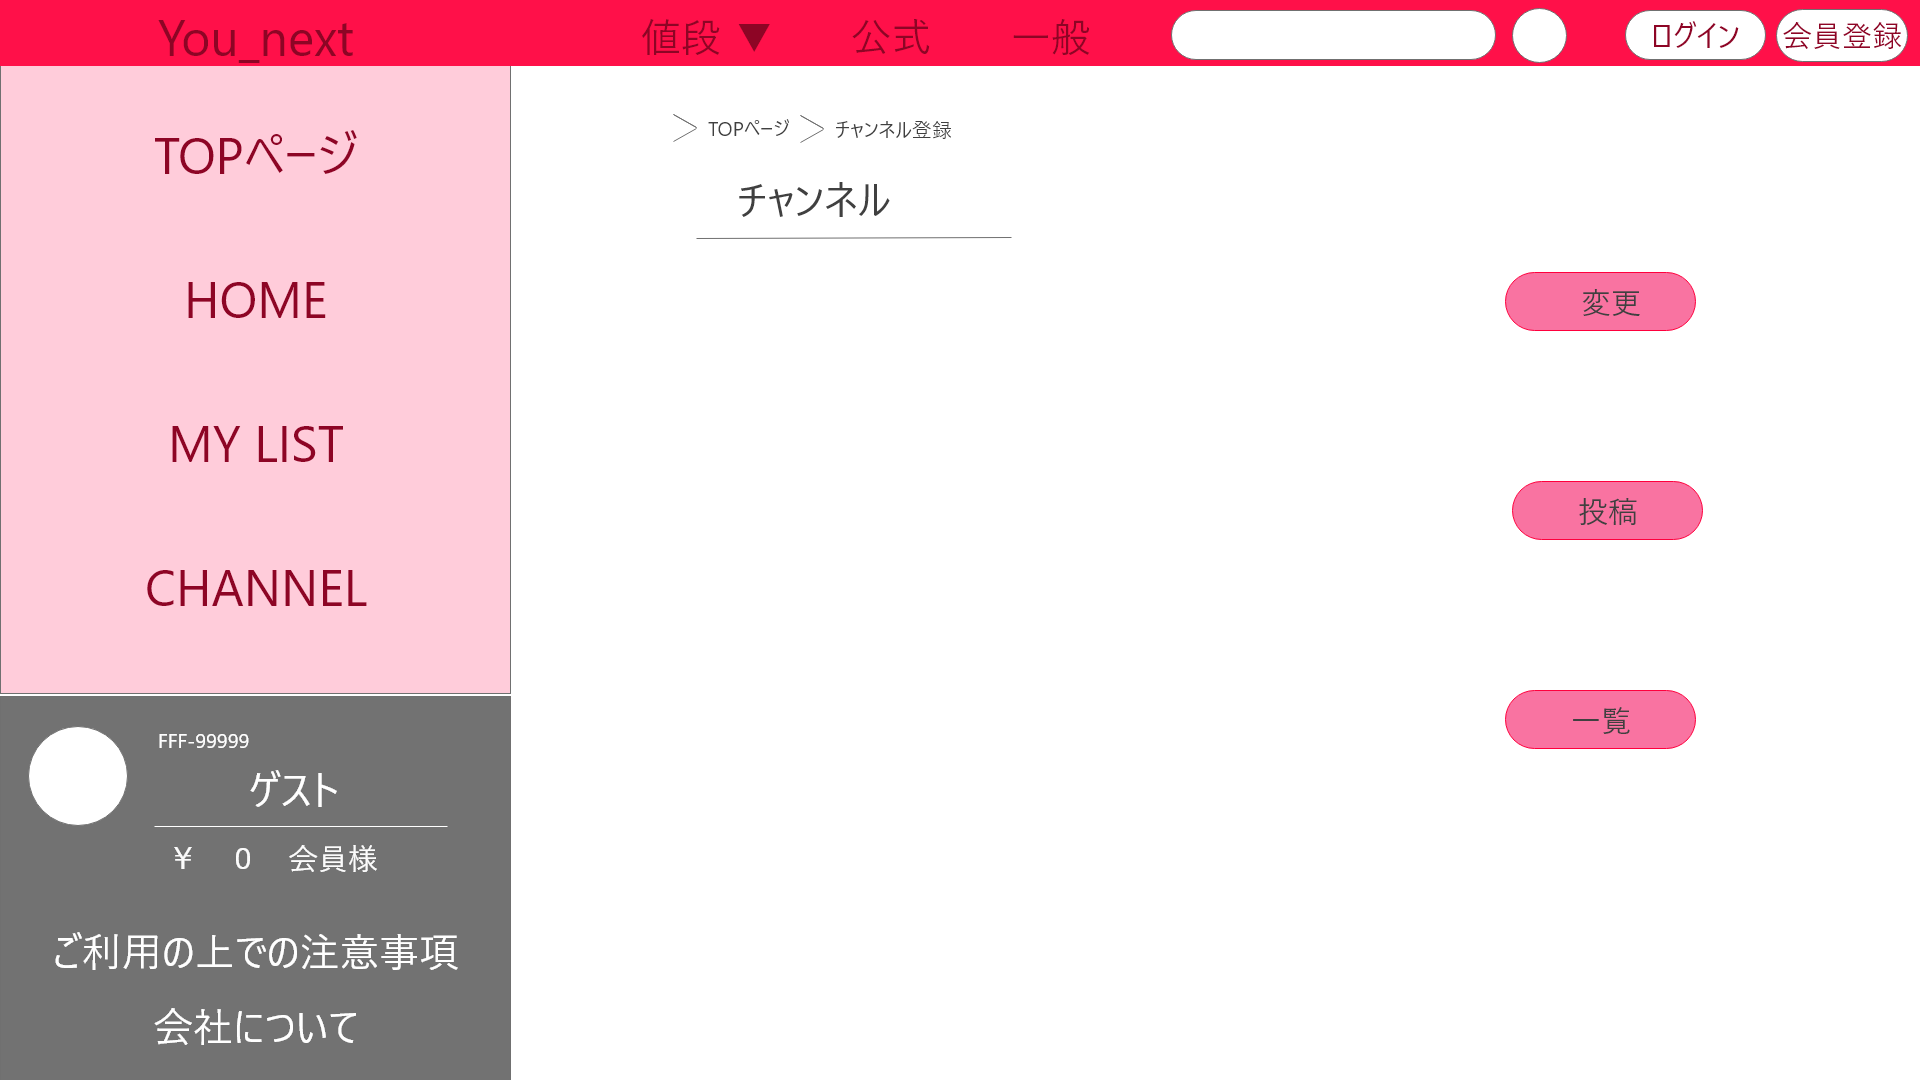 You_next
値段 ▼
公式
一般
ログイン
会員登録
TOPページ
HOME
MY LIST
CHANNEL
FFF-99999
ゲスト
￥ 0 会員様
ご利用の上での注意事項
会社について
＞ TOPページ ＞ チャンネル登録
チャンネル
変更
投稿
一覧